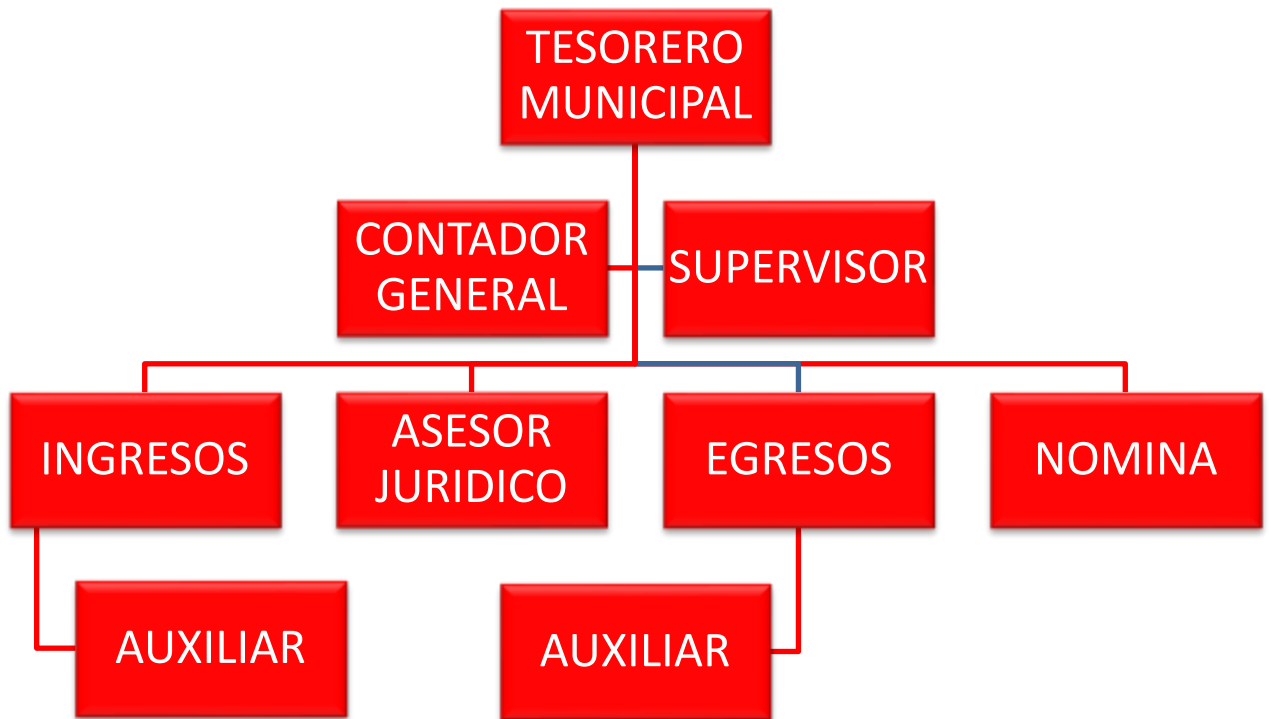 TESORERO
MUNICIPAL
CONTADOR
GENERAL
SUPERVISOR
INGRESOS
ASESOR
JURIDICO
EGRESOS
NOMINA
AUXILIAR
AUXILIAR